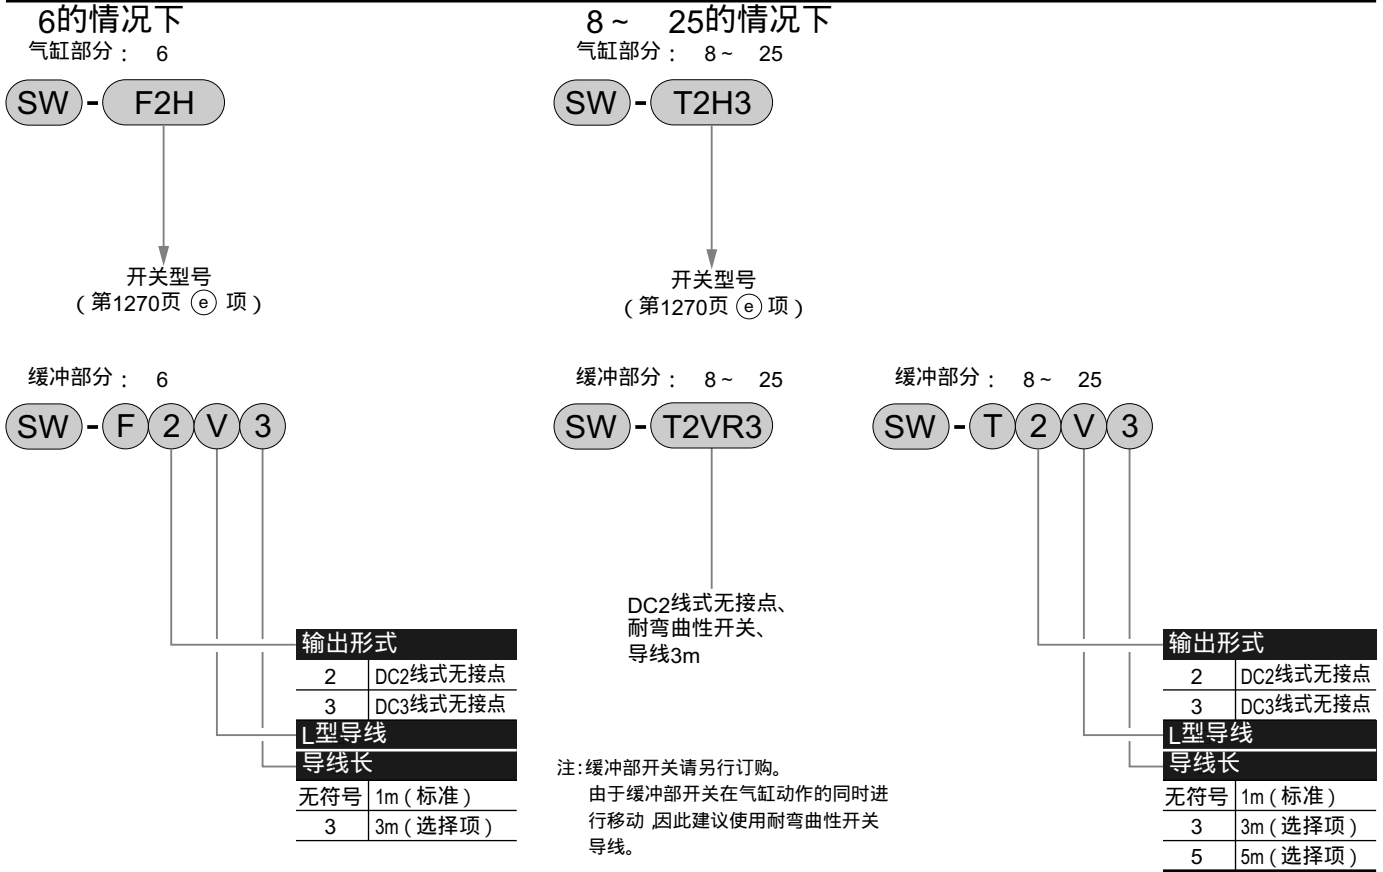 6的情况下
气缸部分： 6
SW - F2H
开关型号
（第1270页 ⓔ 项）
8～ 25的情况下
气缸部分： 8～ 25
SW - T2H3
开关型号
（第1270页 ⓔ 项）
缓冲部分： 6
SW - F 2 V 3
输出形式
2 DC2线式无接点
3 DC3线式无接点
L型导线
导线长
无符号 1m（标准）
3 3m（选择项）
缓冲部分： 8～ 25
SW - T2VR3
DC2线式无接点、
耐弯曲性开关、
导线3m
注:缓冲部开关请另行订购。
由于缓冲部开关在气缸动作的同时进
行移动 ,因此建议使用耐弯曲性开关
导线。
缓冲部分： 8～ 25
SW - T 2 V 3
输出形式
2 DC2线式无接点
3 DC3线式无接点
L型导线
导线长
无符号 1m（标准）
3 3m（选择项）
5 5m（选择项）